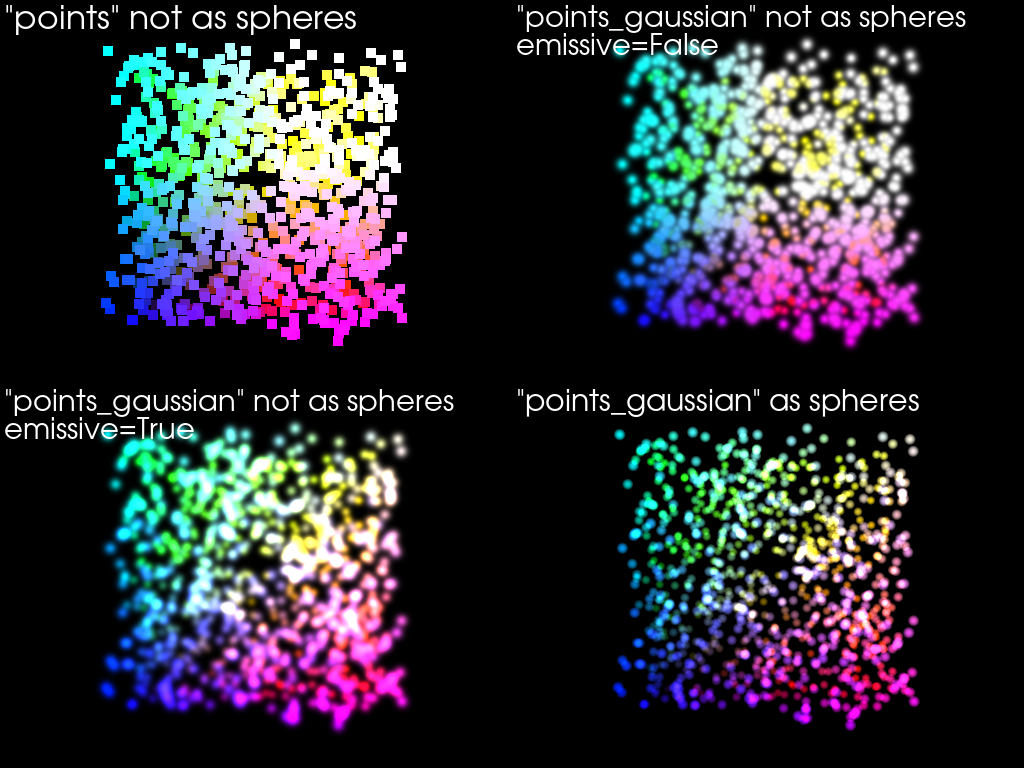 "points" not as spheres
"points_gaussian" not as spheres
emissive=False
"points_gaussian" not as spheres
emissive=True
"points_gaussian" as spheres